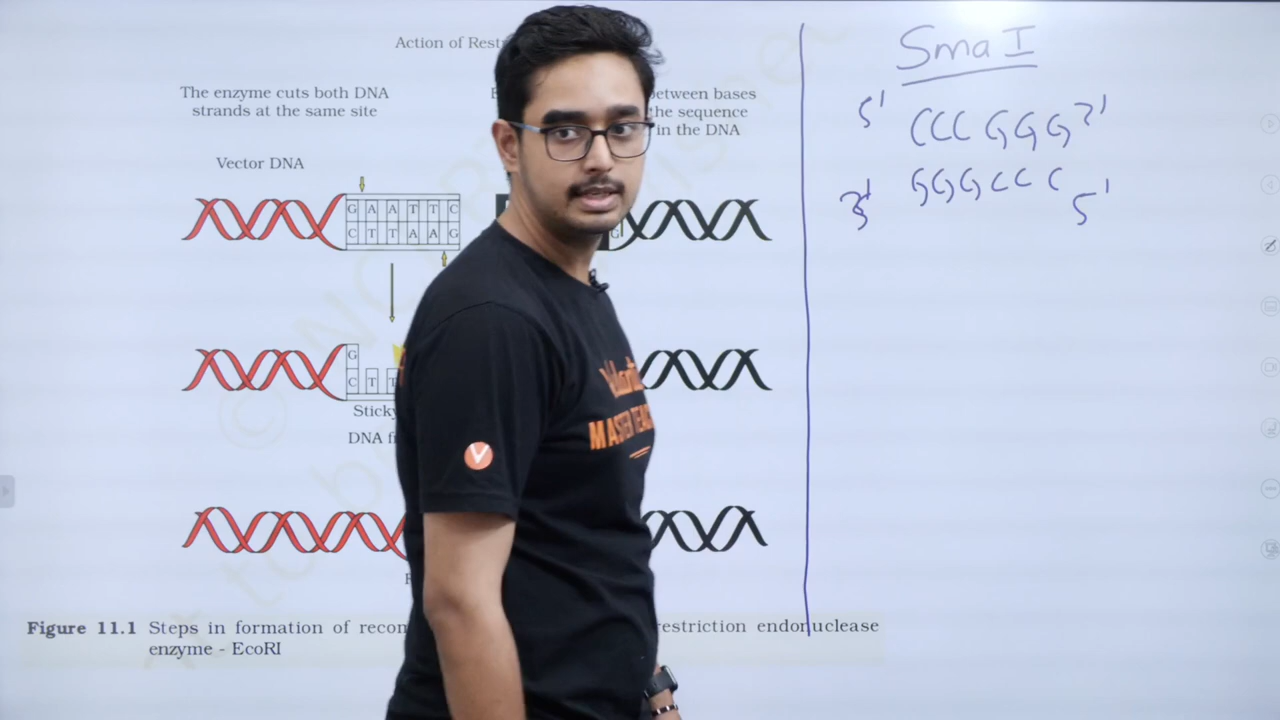 Action of
The enzyme cuts both DNA
strands at the same site
between bases
the sequence
in the DNA
Vector DNA
G A A T T C
C T T A A G
G
G
C T T
Sticky
DNA
MASTER
V
Figure 11.1 Steps in formation of
restriction endonuclease
enzyme - EcoRI
Sma I
5' CCC GGG 3'
3' GGG CCC 5'